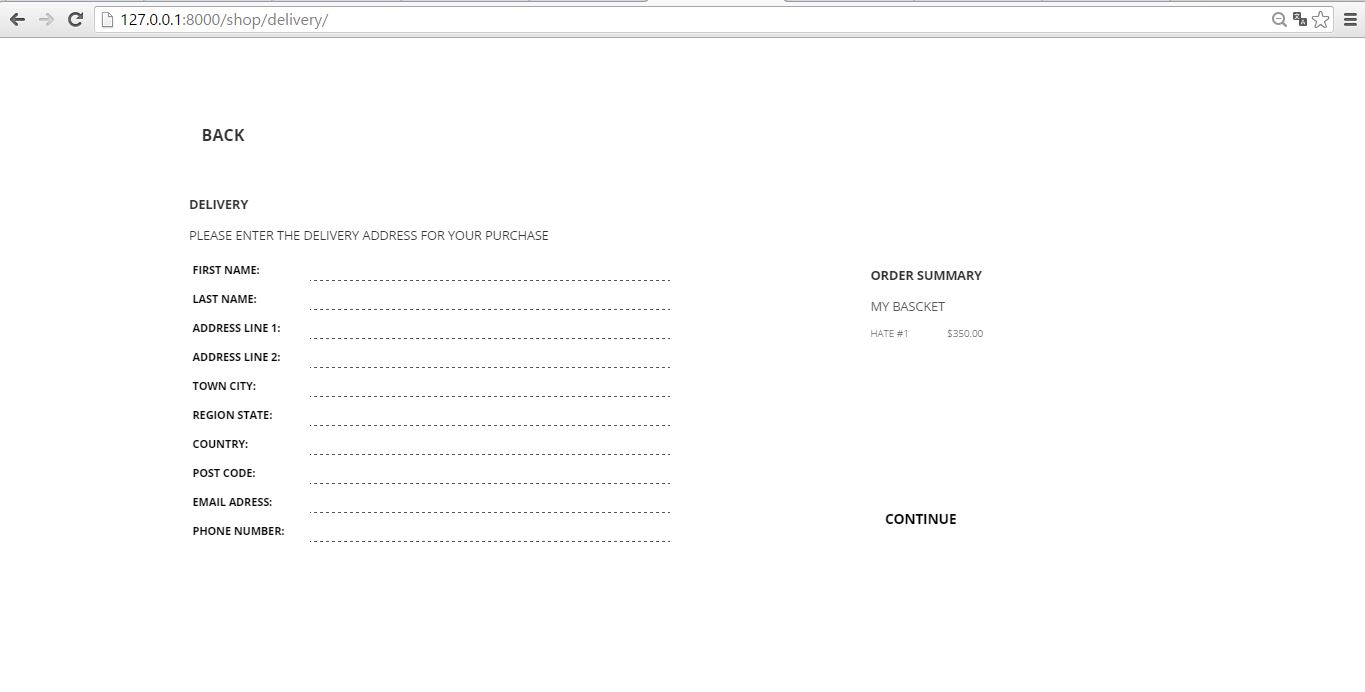 127.0.0.1:8000/shop/delivery/
BACK
DELIVERY
PLEASE ENTER THE DELIVERY ADDRESS FOR YOUR PURCHASE
FIRST NAME:
LAST NAME:
ADDRESS LINE 1:
ADDRESS LINE 2:
TOWN CITY:
REGION STATE:
COUNTRY:
POST CODE:
EMAIL ADRESS:
PHONE NUMBER:
ORDER SUMMARY
MY BASCKET
HATE #1 $350.00
CONTINUE